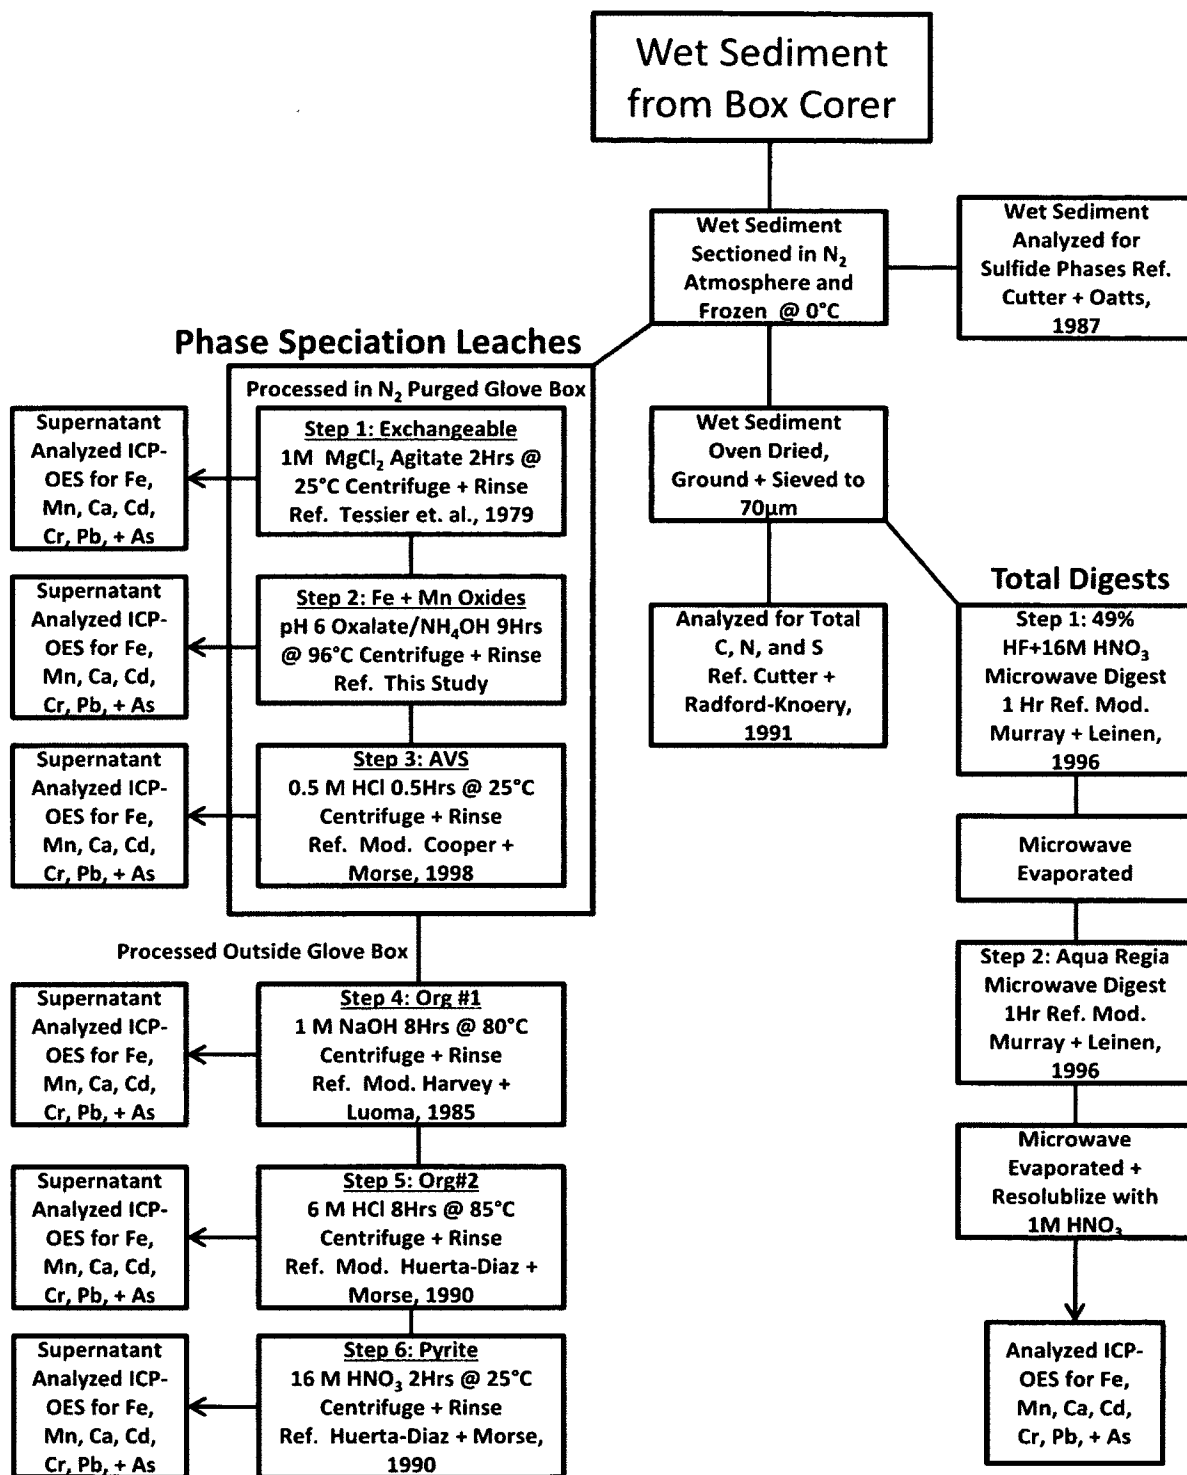 Wet Sediment
from Box Corer
Wet Sediment
Sectioned in N₂
Atmosphere and
Frozen @ 0°C
Wet Sediment
Analyzed for
Sulfide Phases Ref.
Cutter + Oatts,
1987
Phase Speciation Leaches
Processed in N₂ Purged Glove Box
Step 1: Exchangeable
1M MgCl₂ Agitate 2Hrs @
25°C Centrifuge + Rinse
Ref. Tessier et. al., 1979
Supernatant
Analyzed ICP-
OES for Fe,
Mn, Ca, Cd,
Cr, Pb, + As
Step 2: Fe + Mn Oxides
pH 6 Oxalate/NH₄OH 9Hrs
@ 96°C Centrifuge + Rinse
Ref. This Study
Supernatant
Analyzed ICP-
OES for Fe,
Mn, Ca, Cd,
Cr, Pb, + As
Step 3: AVS
0.5 M HCl 0.5Hrs @ 25°C
Centrifuge + Rinse
Ref. Mod. Cooper +
Morse, 1998
Supernatant
Analyzed ICP-
OES for Fe,
Mn, Ca, Cd,
Cr, Pb, + As
Processed Outside Glove Box
Step 4: Org #1
1 M NaOH 8Hrs @ 80°C
Centrifuge + Rinse
Ref. Mod. Harvey +
Luoma, 1985
Supernatant
Analyzed ICP-
OES for Fe,
Mn, Ca, Cd,
Cr, Pb, + As
Step 5: Org#2
6 M HCl 8Hrs @ 85°C
Centrifuge + Rinse
Ref. Mod. Huerta-Diaz +
Morse, 1990
Supernatant
Analyzed ICP-
OES for Fe,
Mn, Ca, Cd,
Cr, Pb, + As
Step 6: Pyrite
16 M HNO₃ 2Hrs @ 25°C
Centrifuge + Rinse
Ref. Huerta-Diaz + Morse,
1990
Supernatant
Analyzed ICP-
OES for Fe,
Mn, Ca, Cd,
Cr, Pb, + As
Wet Sediment
Oven Dried,
Ground + Sieved to
70µm
Analyzed for Total
C, N, and S
Ref. Cutter +
Radford-Knoery,
1991
Total Digests
Step 1: 49%
HF+16M HNO₃
Microwave Digest
1 Hr Ref. Mod.
Murray + Leinen,
1996
Microwave
Evaporated
Step 2: Aqua Regia
Microwave Digest
1Hr Ref. Mod.
Murray + Leinen,
1996
Microwave
Evaporated +
Resolublize with
1M HNO₃
Analyzed ICP-
OES for Fe,
Mn, Ca, Cd,
Cr, Pb, + As